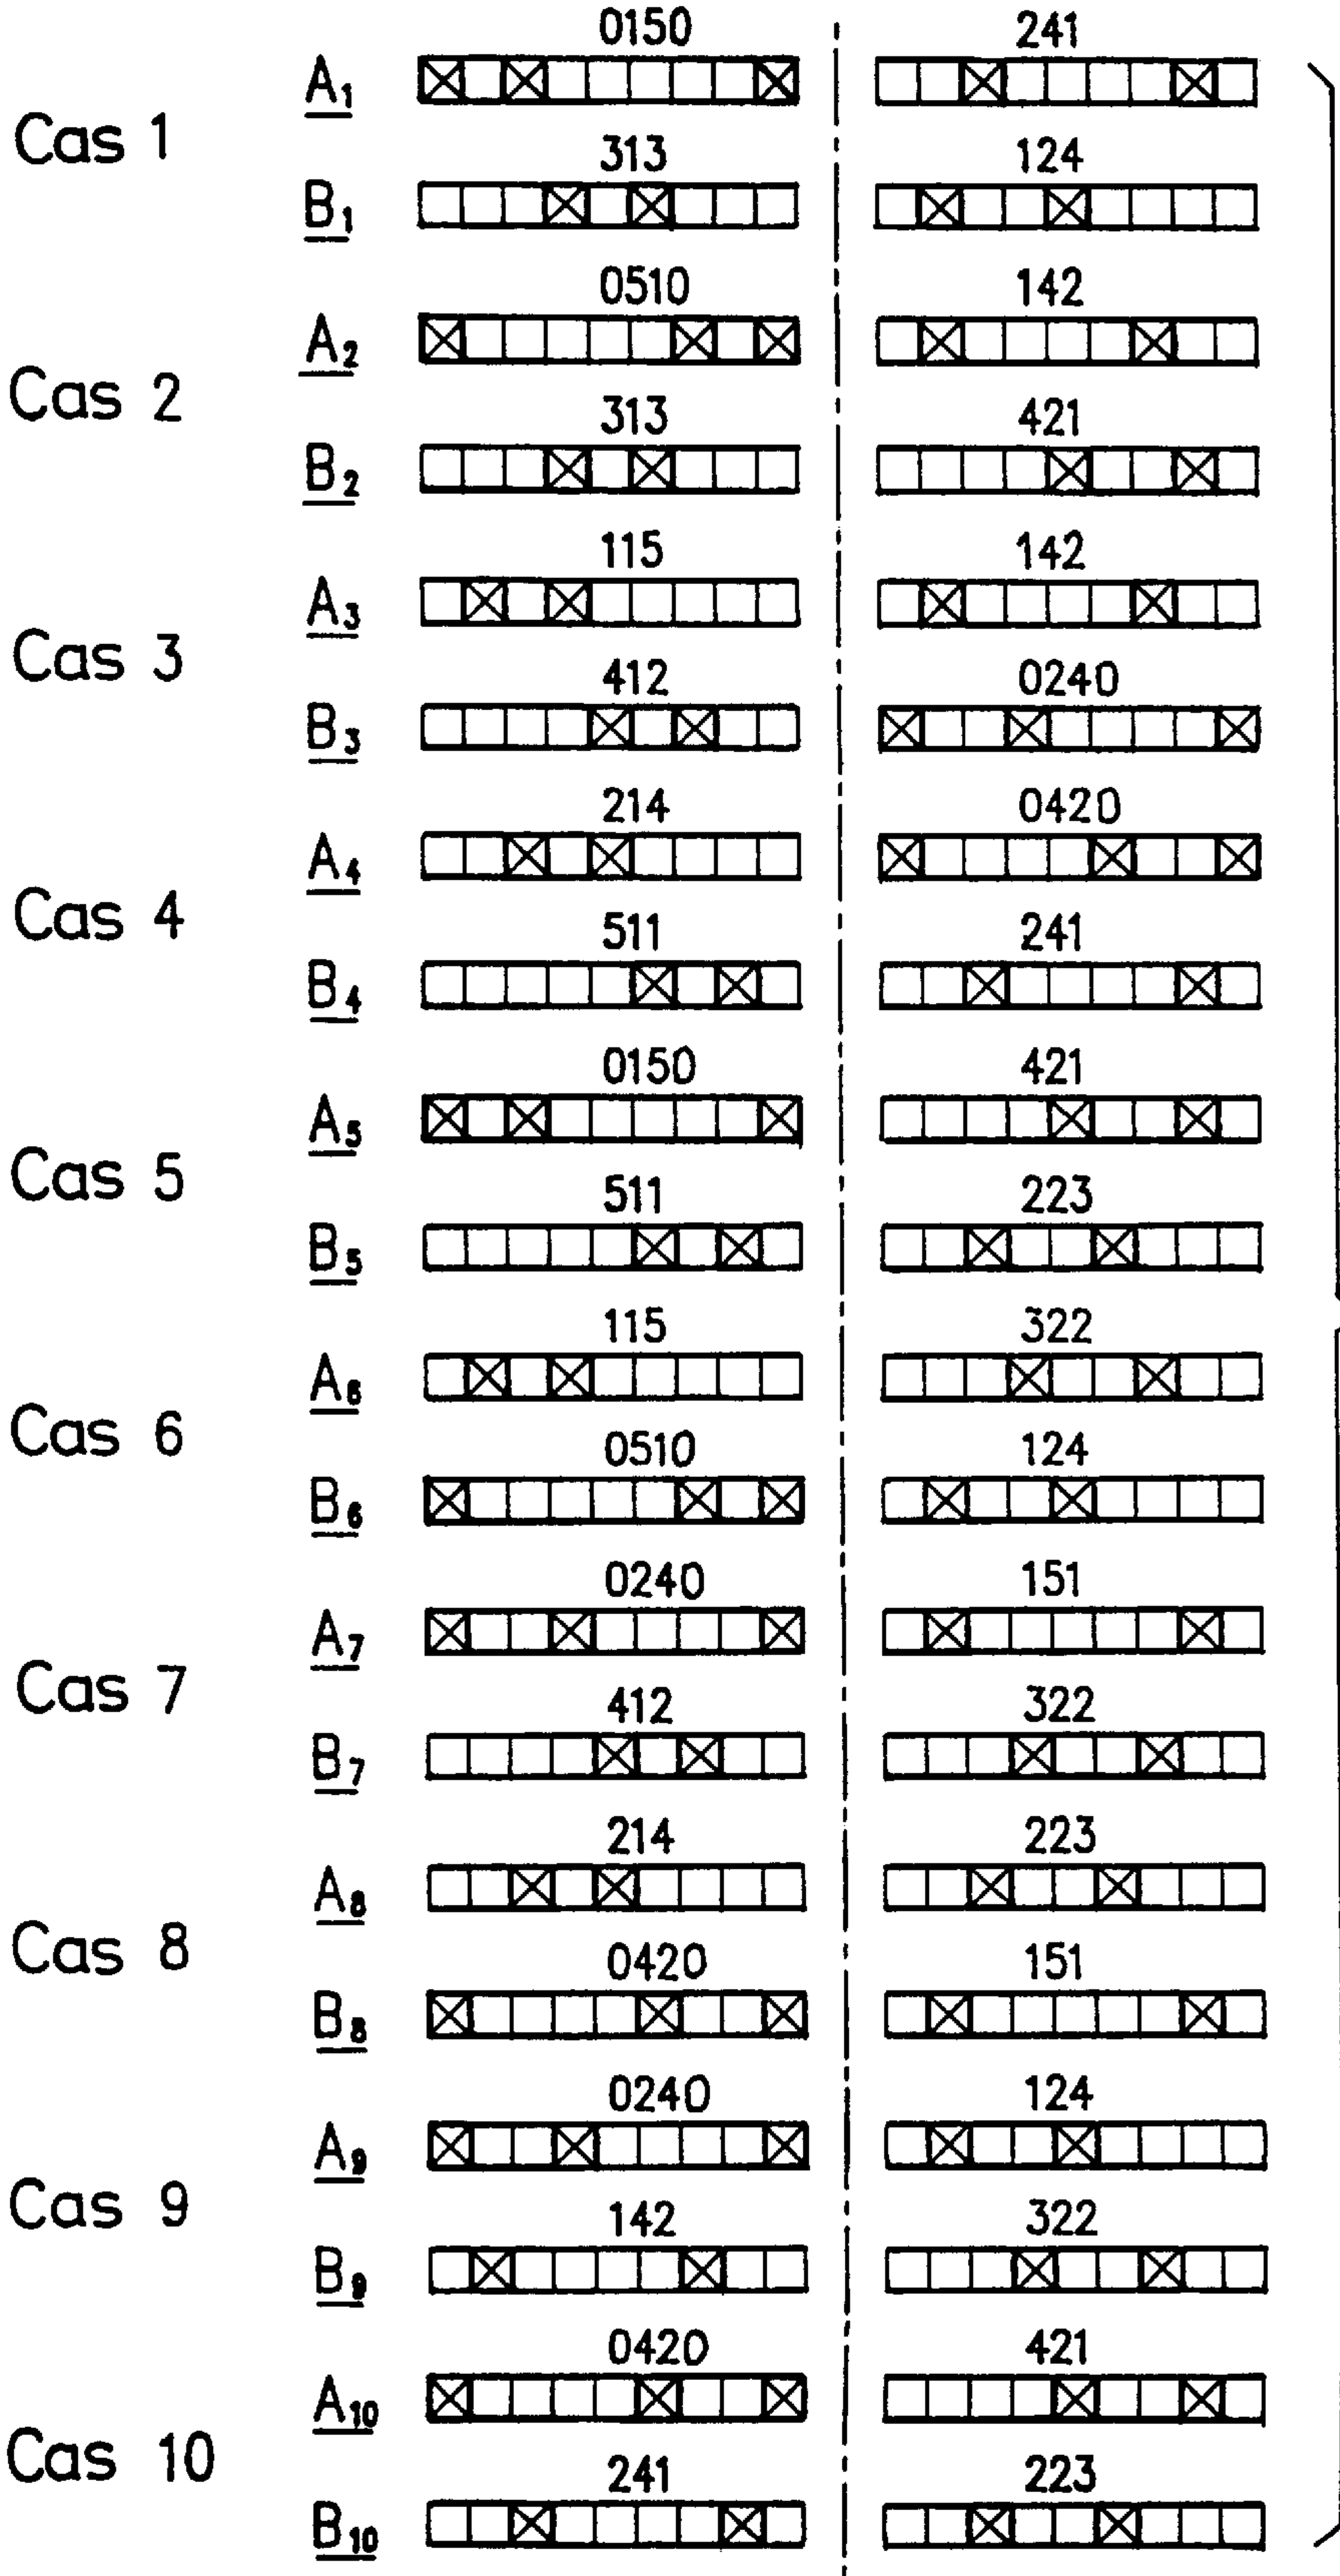 0150 241
Cas 1
A1
313 124
B1
0510 142
Cas 2
A2
313 421
B2
115 142
Cas 3
A3
412 0240
B3
214 0420
Cas 4
A4
511 241
B4
0150 421
Cas 5
A5
511 223
B5
115 322
Cas 6
A6
0510 124
B6
0240 151
Cas 7
A7
412 322
B7
214 223
Cas 8
A8
0420 151
B8
0240 124
Cas 9
A9
142 322
B9
0420 421
Cas 10
A10
241 223
B10